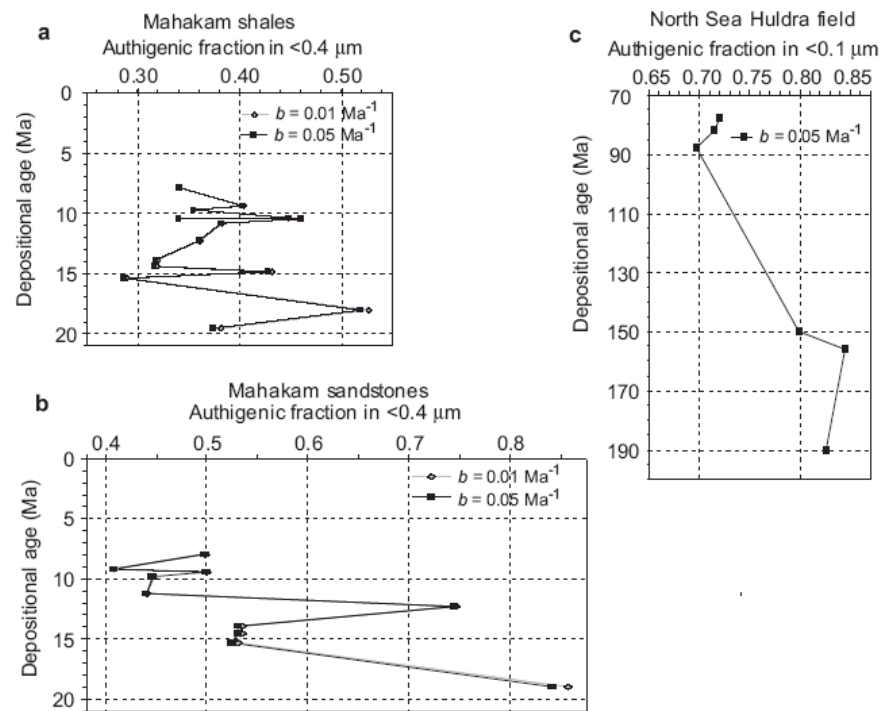 a
Mahakam shales
Authigenic fraction in <0.4 μm
0.30 0.40 0.50
0
5
10
15
20
Depositional age (Ma)
b = 0.01 Ma⁻¹
b = 0.05 Ma⁻¹
b
Mahakam sandstones
Authigenic fraction in <0.4 μm
0.4 0.5 0.6 0.7 0.8
0
5
10
15
20
Depositional age (Ma)
b = 0.01 Ma⁻¹
b = 0.05 Ma⁻¹
c
North Sea Huldra field
Authigenic fraction in <0.1 μm
0.65 0.70 0.80 0.85
70
90
110
130
150
170
190
Depositional age (Ma)
b = 0.05 Ma⁻¹